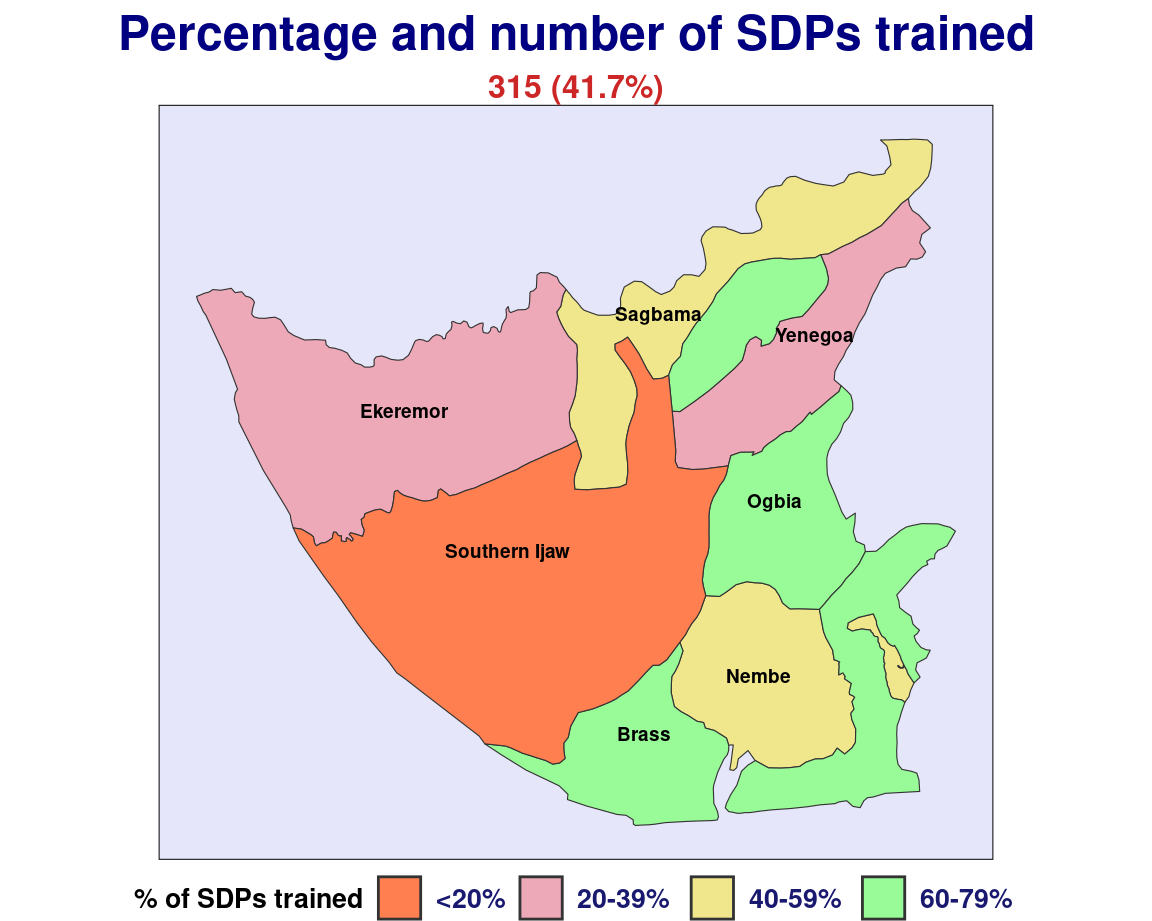 Percentage and number of SDPs trained
315 (41.7%)
Sagbama
Yenegoa
Ekeremor
Ogbia
Southern Ijaw
Nembe
Brass
% of SDPs trained <20% 20-39% 40-59% 60-79%